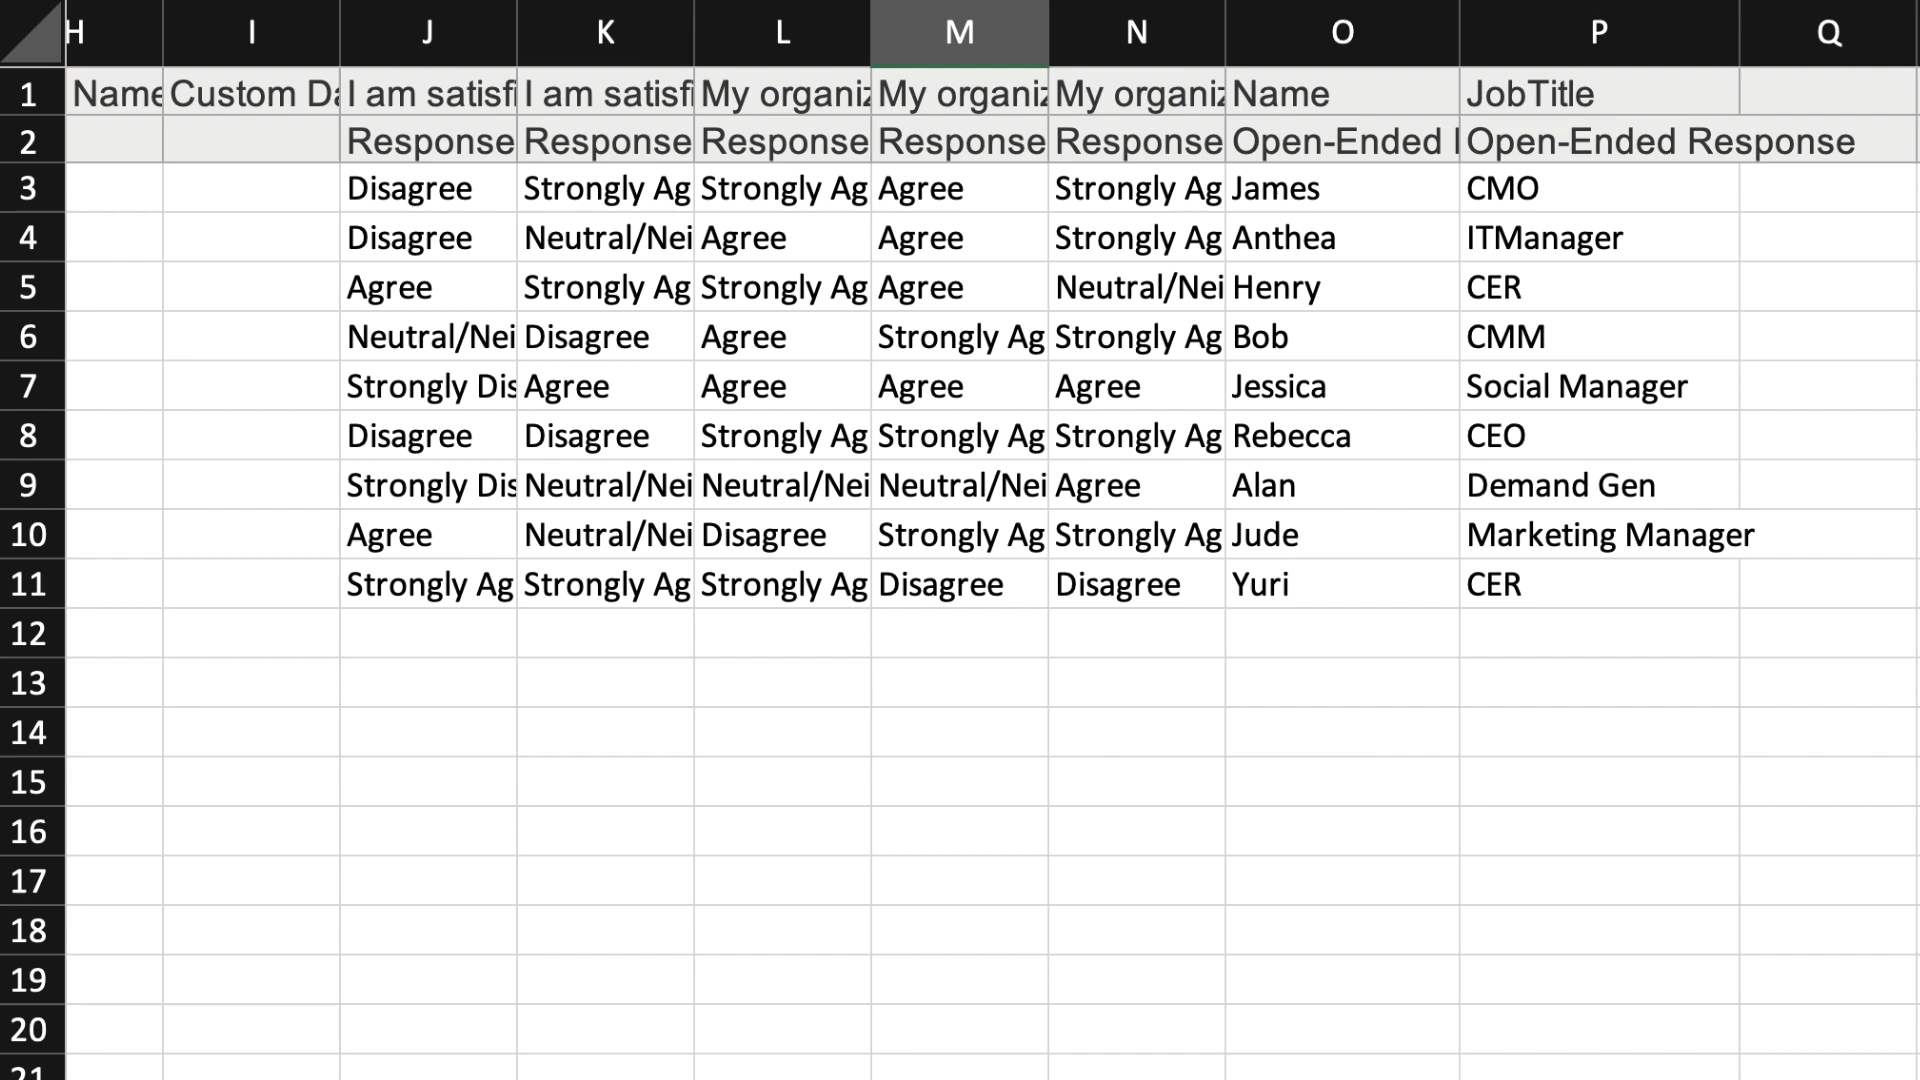 H I J K L M N O P Q
1 Name Custom Da I am satisfi I am satisfi My organiz My organiz My organiz Name JobTitle
2 Response Response Response Response Response Open-Ended Open-Ended Response
3 Disagree Strongly Ag Strongly Ag Agree Strongly Ag James CMO
4 Disagree Neutral/Nei Agree Agree Strongly Ag Anthea ITManager
5 Agree Strongly Ag Strongly Ag Agree Neutral/Nei Henry CER
6 Neutral/Nei Disagree Agree Strongly Ag Strongly Ag Bob CMM
7 Strongly Dis Agree Agree Agree Agree Jessica Social Manager
8 Disagree Disagree Strongly Ag Strongly Ag Strongly Ag Rebecca CEO
9 Strongly Dis Neutral/Nei Neutral/Nei Neutral/Nei Agree Alan Demand Gen
10 Agree Neutral/Nei Disagree Strongly Ag Strongly Ag Jude Marketing Manager
11 Strongly Ag Strongly Ag Strongly Ag Disagree Disagree Yuri CER
12
13
14
15
16
17
18
19
20
21